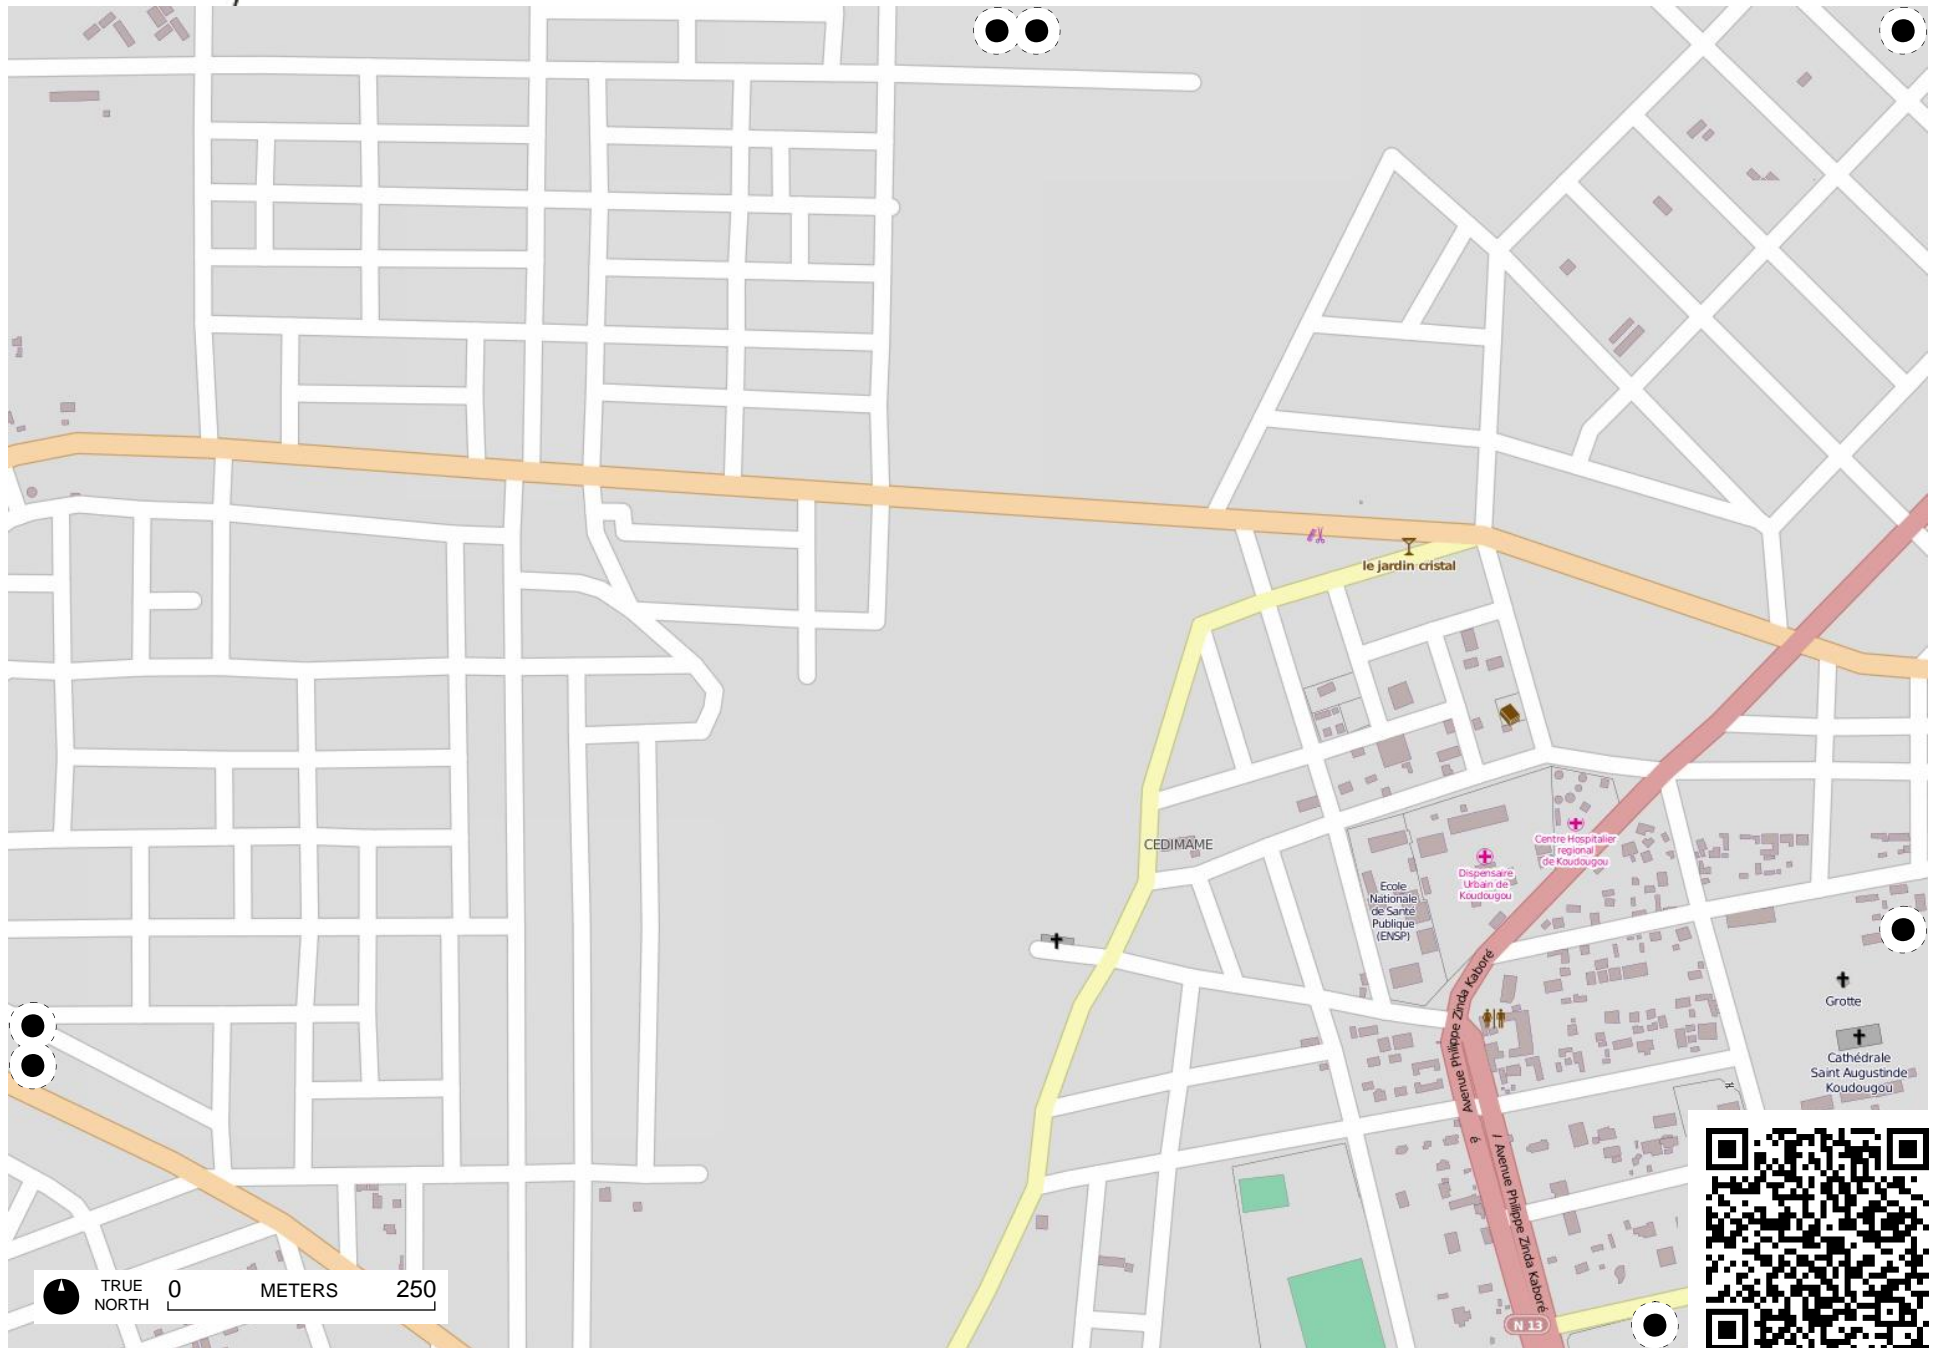 le jardin cristal
CEDIMAME
Centre Hospitalier
regional
de Koudougou
Dispensaire
Urbain de
Koudougou
Ecole
Nationale
de Santé
Publique
(ENSP)
Avenue Philippe Zinda Kaboré
é
Avenue Philippe Zinda Kaboré
Grotte
Cathédrale
Saint Augustinde
Koudougou
N 13
TRUE
NORTH
0 METERS 250